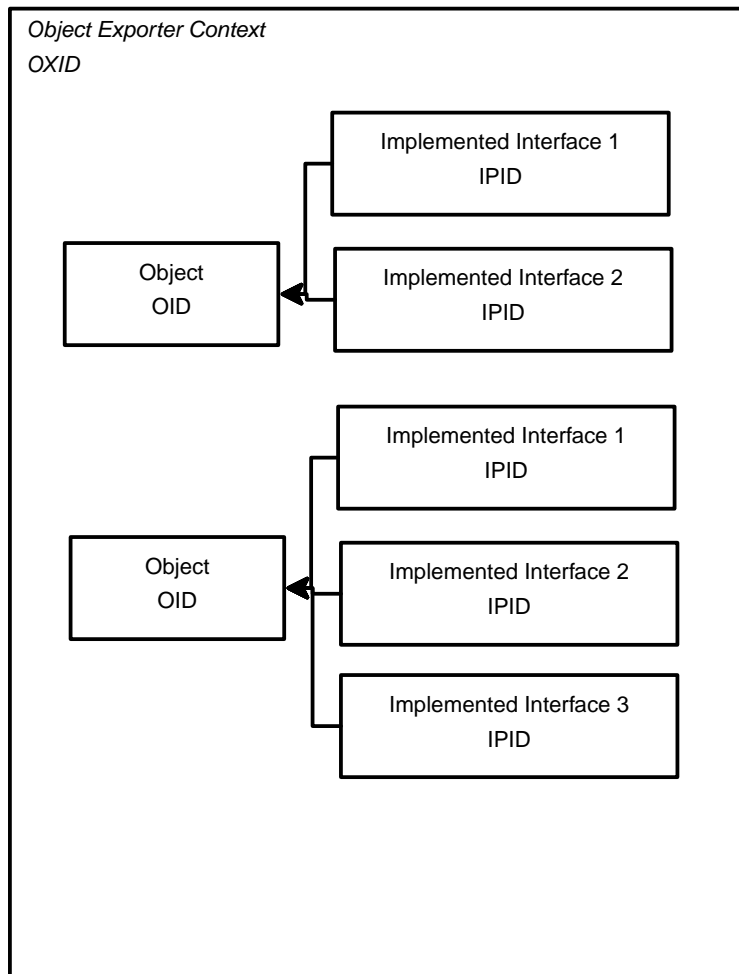 Object Exporter Context
OXID
Implemented Interface 1
IPID
Object
OID
Implemented Interface 2
IPID
Implemented Interface 1
IPID
Object
OID
Implemented Interface 2
IPID
Implemented Interface 3
IPID